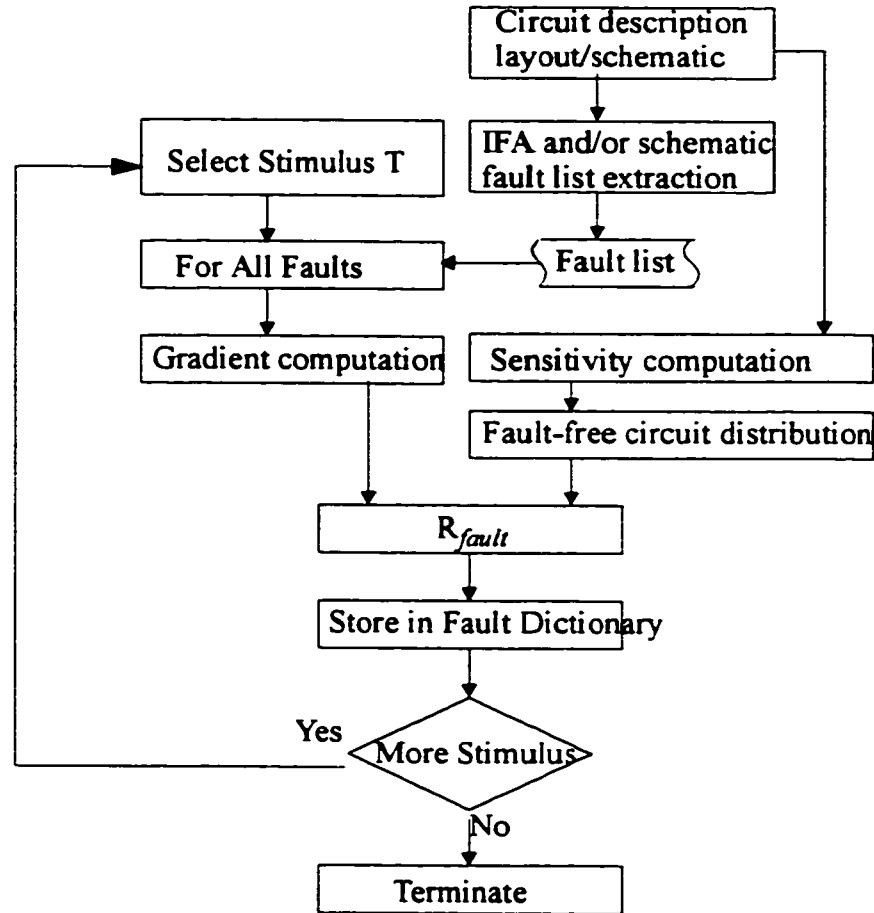 Circuit description
layout/schematic
Select Stimulus T
IFA and/or schematic
fault list extraction
For All Faults
Fault list
Gradient computation
Sensitivity computation
Fault-free circuit distribution
Rfault
Store in Fault Dictionary
Yes
More Stimulus
No
Terminate